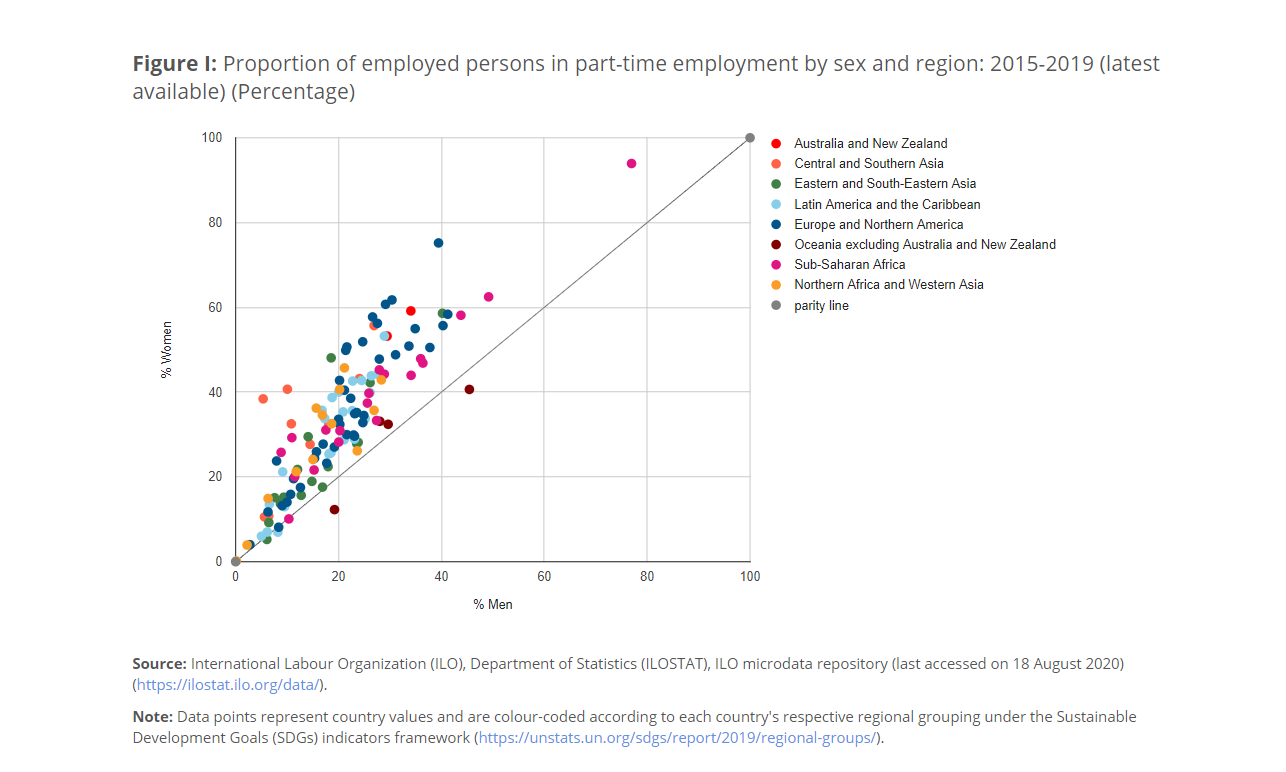 Figure I: Proportion of employed persons in part-time employment by sex and region: 2015-2019 (latest
available) (Percentage)
100
80
60
40
20
0
% Women
0 20 40 60 80 100
% Men
Australia and New Zealand
Central and Southern Asia
Eastern and South-Eastern Asia
Latin America and the Caribbean
Europe and Northern America
Oceania excluding Australia and New Zealand
Sub-Saharan Africa
Northern Africa and Western Asia
parity line
Source: International Labour Organization (ILO), Department of Statistics (ILOSTAT), ILO microdata repository (last accessed on 18 August 2020)
(https://ilostat.ilo.org/data/).
Note: Data points represent country values and are colour-coded according to each country's respective regional grouping under the Sustainable
Development Goals (SDGs) indicators framework (https://unstats.un.org/sdgs/report/2019/regional-groups/).